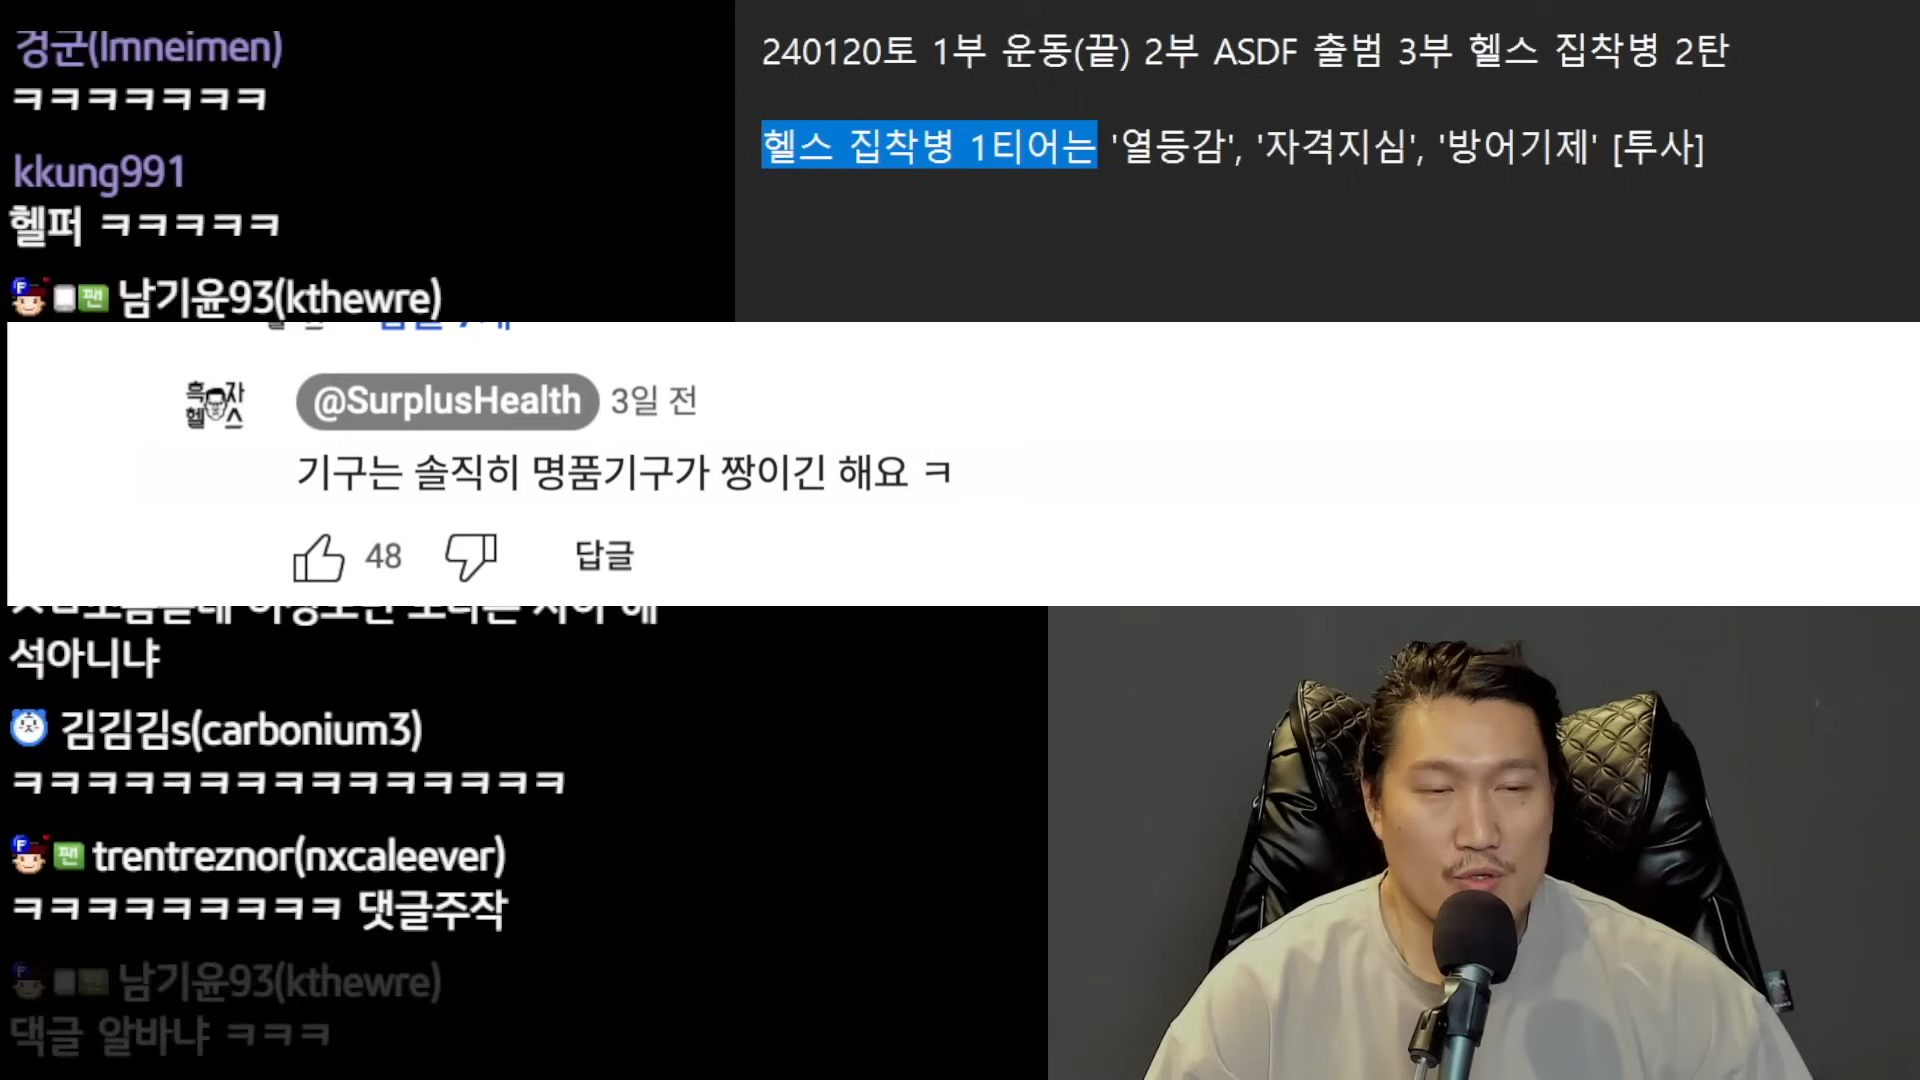 경군(lmneimen)
ㅋㅋㅋㅋㅋㅋㅋ
kkung991
헬퍼 ㅋㅋㅋㅋㅋ
팬 남기윤93(kthewre)
240120토 1부 운동(끝) 2부 ASDF 출범 3부 헬스 집착병 2탄
헬스 집착병 1티어는 '열등감', '자격지심', '방어기제' [투사]
흑자헬스
@SurplusHealth 3일 전
기구는 솔직히 명품기구가 짱이긴 해요 ㅋ
48 답글
석아니냐
김김김s(carbonium3)
ㅋㅋㅋㅋㅋㅋㅋㅋㅋㅋㅋㅋㅋㅋㅋ
팬 trentreznor(nxcaleever)
ㅋㅋㅋㅋㅋㅋㅋㅋㅋ 댓글주작
남기윤93(kthewre)
댁글 알바냐 ㅋㅋㅋ